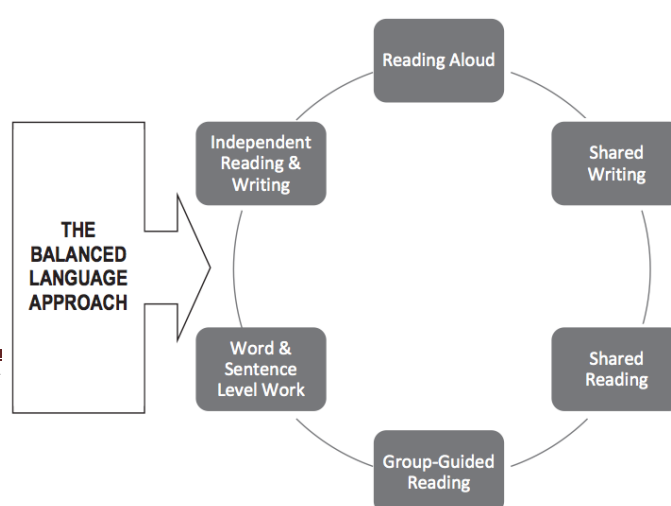 THE
BALANCED
LANGUAGE
APPROACH
Reading Aloud
Shared
Writing
Shared
Reading
Group-Guided
Reading
Word &
Sentence
Level Work
Independent
Reading &
Writing